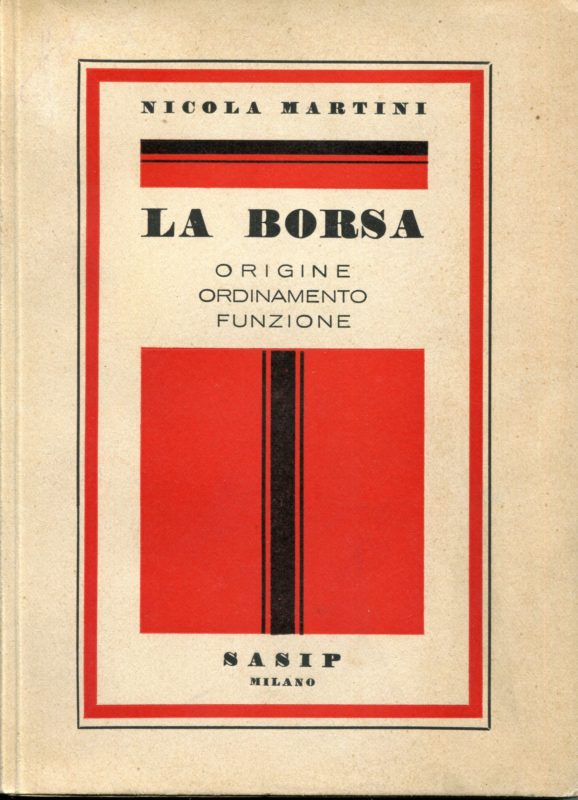 NICOLA MARTINI
LA BORSA
ORIGINE
ORDINAMENTO
FUNZIONE
SASIP
MILANO